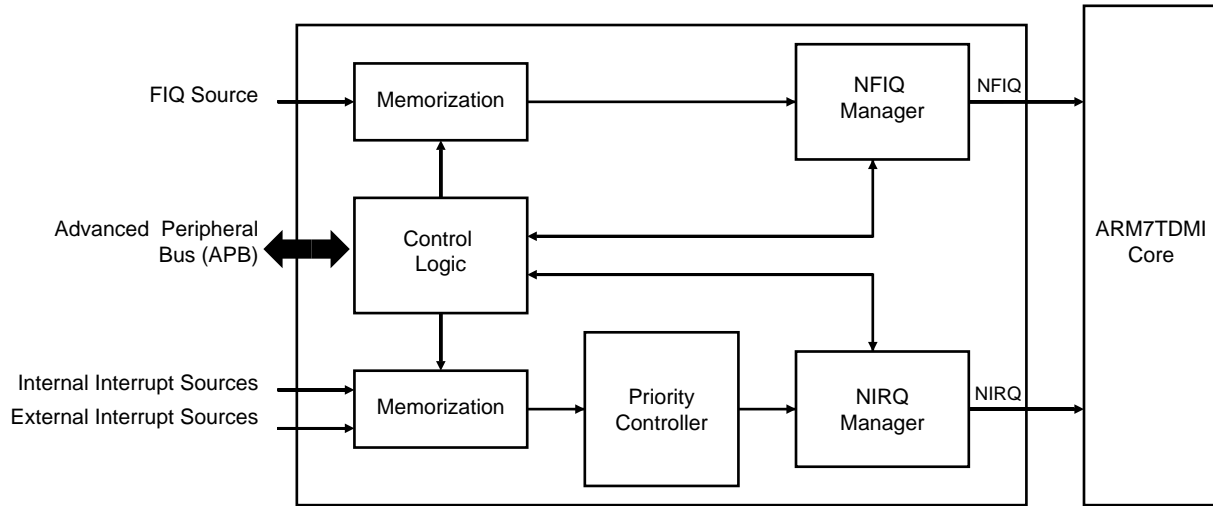 FIQ Source
Memorization
NFIQ
Manager
NFIQ
Advanced Peripheral
Bus (APB)
Control
Logic
ARM7TDMI
Core
Internal Interrupt Sources
External Interrupt Sources
Memorization
Priority
Controller
NIRQ
Manager
NIRQ